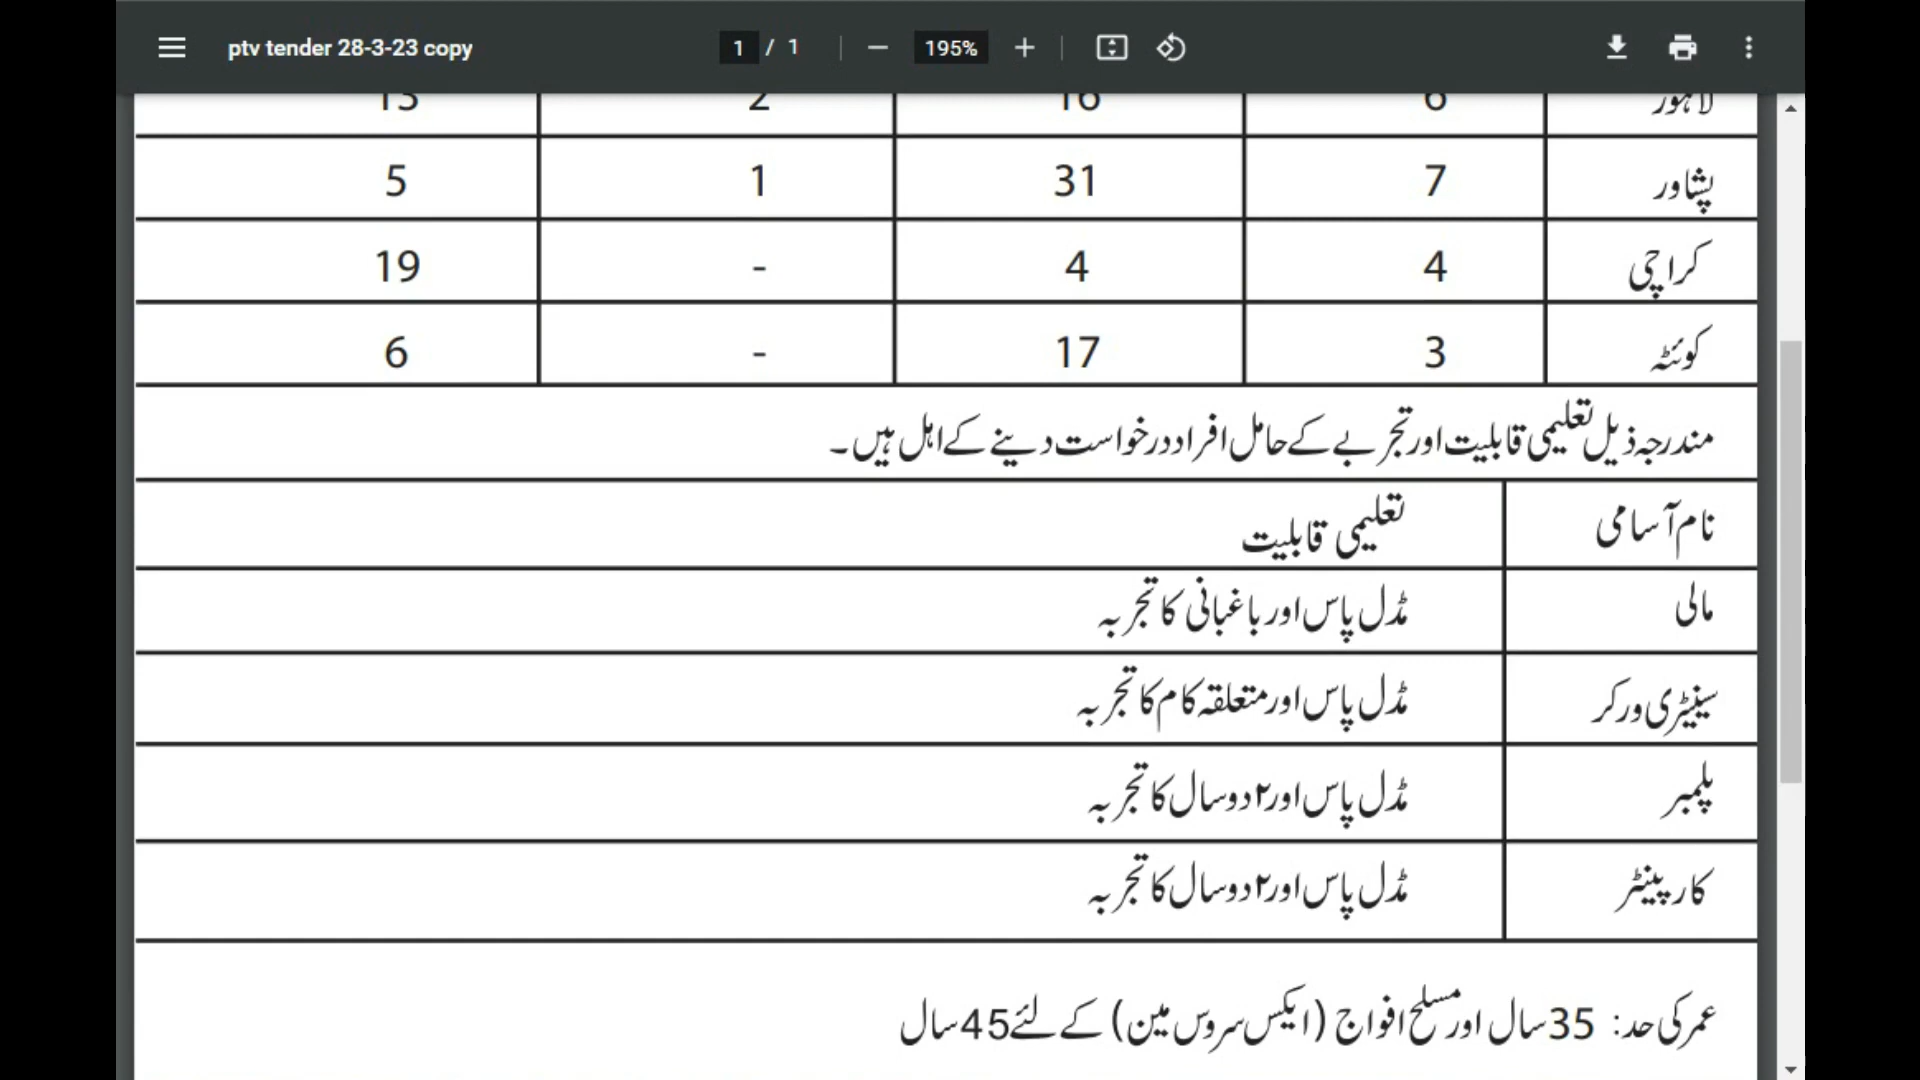 ptv tender 28-3-23 copy 1 / 1 195%
لاہور 6 16 2
پشاور 7 31 1 5
کراچی 4 4 - 19
کوئٹہ 3 17 - 6
مندرجہ ذیل تعلیمی قابلیت اور تجربے کے حامل افراد درخواست دینے کے اہل ہیں۔
نام آسامی تعلیمی قابلیت
مالی مڈل پاس اور باغبانی کا تجربہ
سینیٹری ورکر مڈل پاس اور متعلقہ کام کا تجربہ
پلمبر مڈل پاس اور ۲ دو سال کا تجربہ
کارپینٹر مڈل پاس اور ۲ دو سال کا تجربہ
عمر کی حد: 35 سال اور مسلح افواج (ایکس سروس مین) کے لئے 45 سال